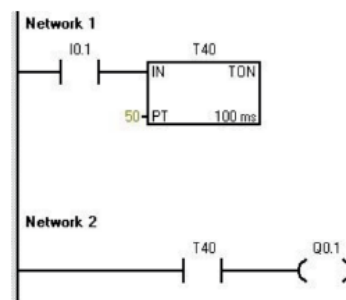 Network 1
I0.1 T40
IN TON
50 PT 100 ms
Network 2
T40 Q0.1